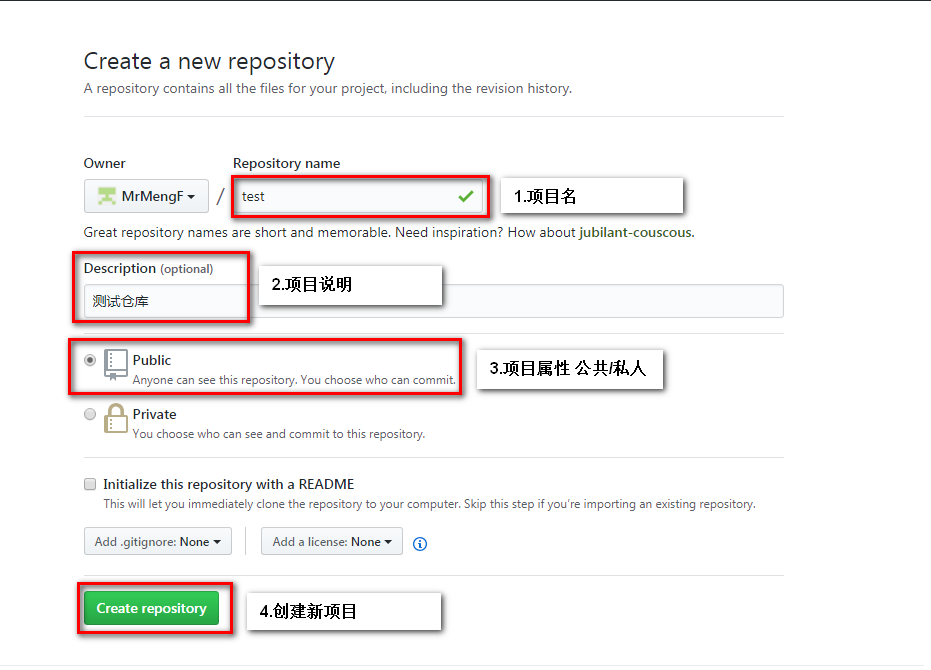 Create a new repository
A repository contains all the files for your project, including the revision history.
Owner
Repository name
MrMengF / test
1.项目名
Great repository names are short and memorable. Need inspiration? How about jubilant-couscous.
Description (optional)
2.项目说明
测试仓库
Public
Anyone can see this repository. You choose who can commit.
3.项目属性 公共/私人
Private
You choose who can see and commit to this repository.
Initialize this repository with a README
This will let you immediately clone the repository to your computer. Skip this step if you’re importing an existing repository.
Add .gitignore: None
Add a license: None
Create repository
4.创建新项目